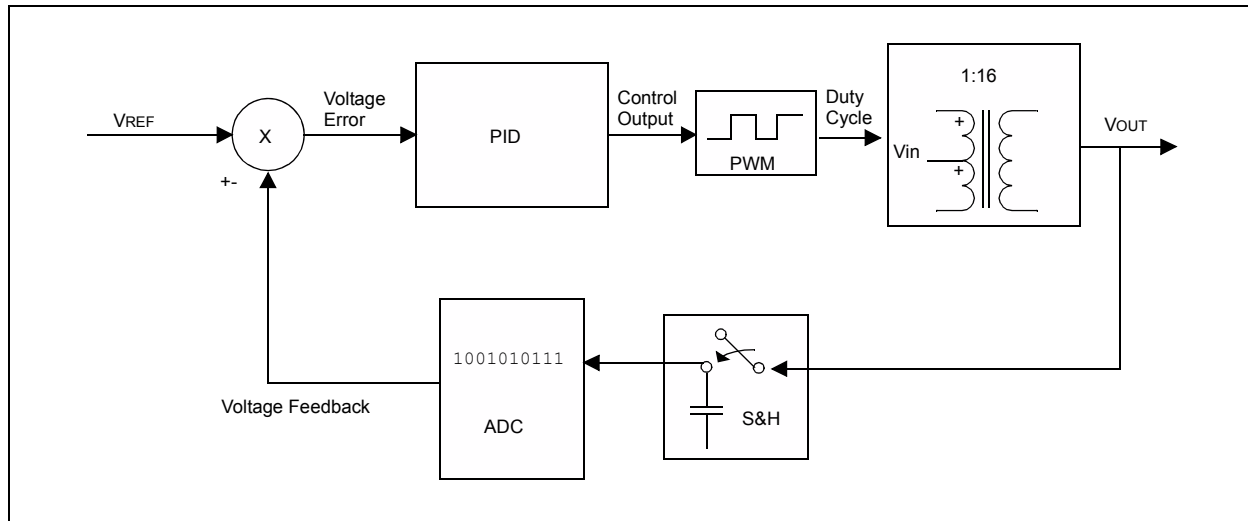 VREF
X
+-
Voltage
Error
PID
Control
Output
PWM
Duty
Cycle
1:16
+
Vin
+
VOUT
1001010111
ADC
S&H
Voltage Feedback